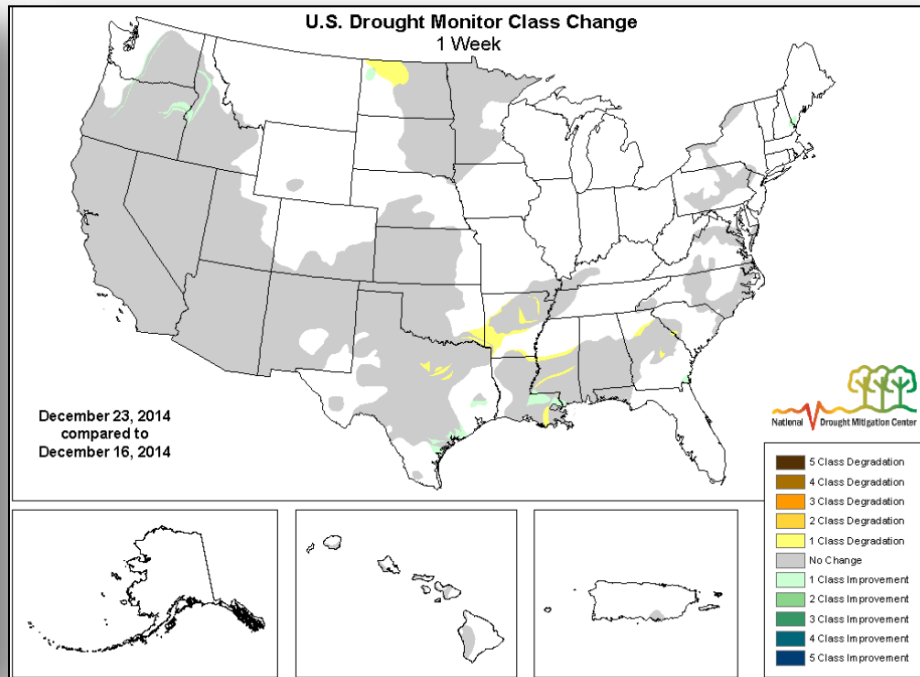 U.S. Drought Monitor Class Change
1 Week
December 23, 2014
compared to
December 16, 2014
National Drought Mitigation Center
5 Class Degradation
4 Class Degradation
3 Class Degradation
2 Class Degradation
1 Class Degradation
No Change
1 Class Improvement
2 Class Improvement
3 Class Improvement
4 Class Improvement
5 Class Improvement